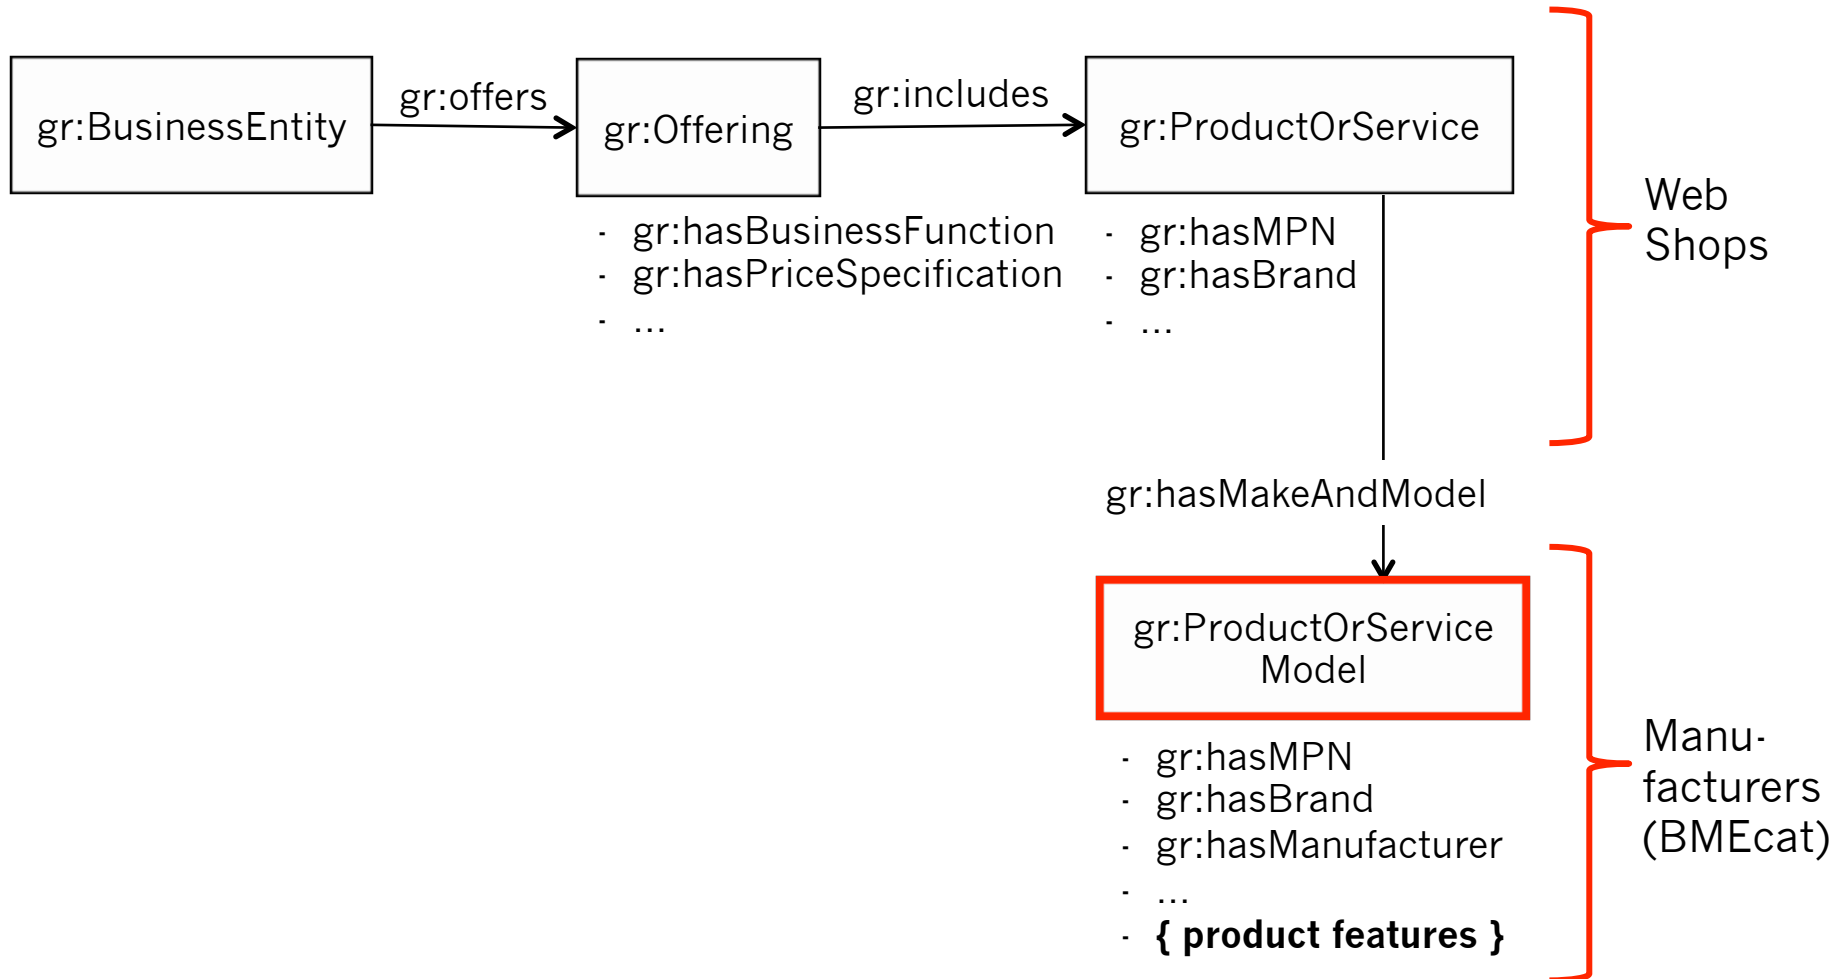 gr:BusinessEntity
gr:offers
gr:Offering
gr:includes
gr:ProductOrService
- gr:hasBusinessFunction
- gr:hasPriceSpecification
- ...
- gr:hasMPN
- gr:hasBrand
- ...
Web
Shops
gr:hasMakeAndModel
gr:ProductOrService
Model
- gr:hasMPN
- gr:hasBrand
- gr:hasManufacturer
- ...
- { product features }
Manu-
facturers
(BMEcat)